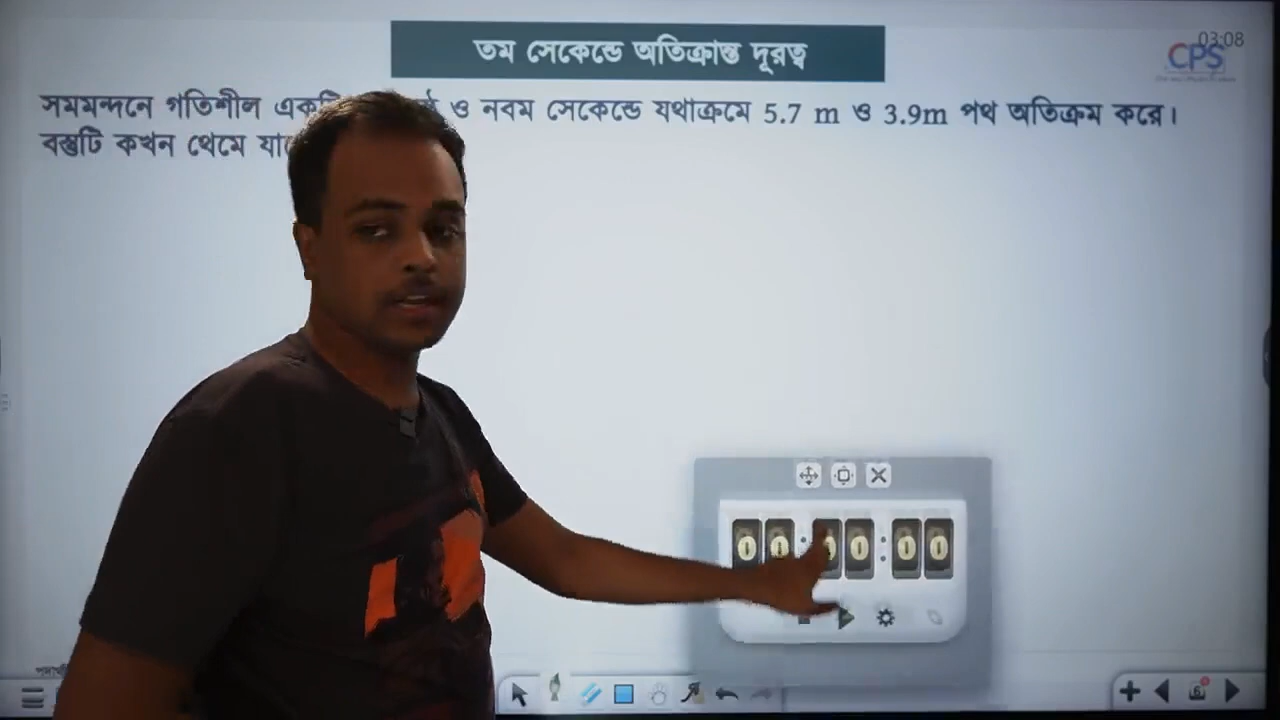 03:08
তম সেকেন্ডে অতিক্রান্ত দূরত্ব
CPS
সমমন্দনে গতিশীল ও নবম সেকেন্ডে যথাক্রমে 5.7 m ও 3.9m পথ অতিক্রম করে।
বস্তুটি কখন থেমে